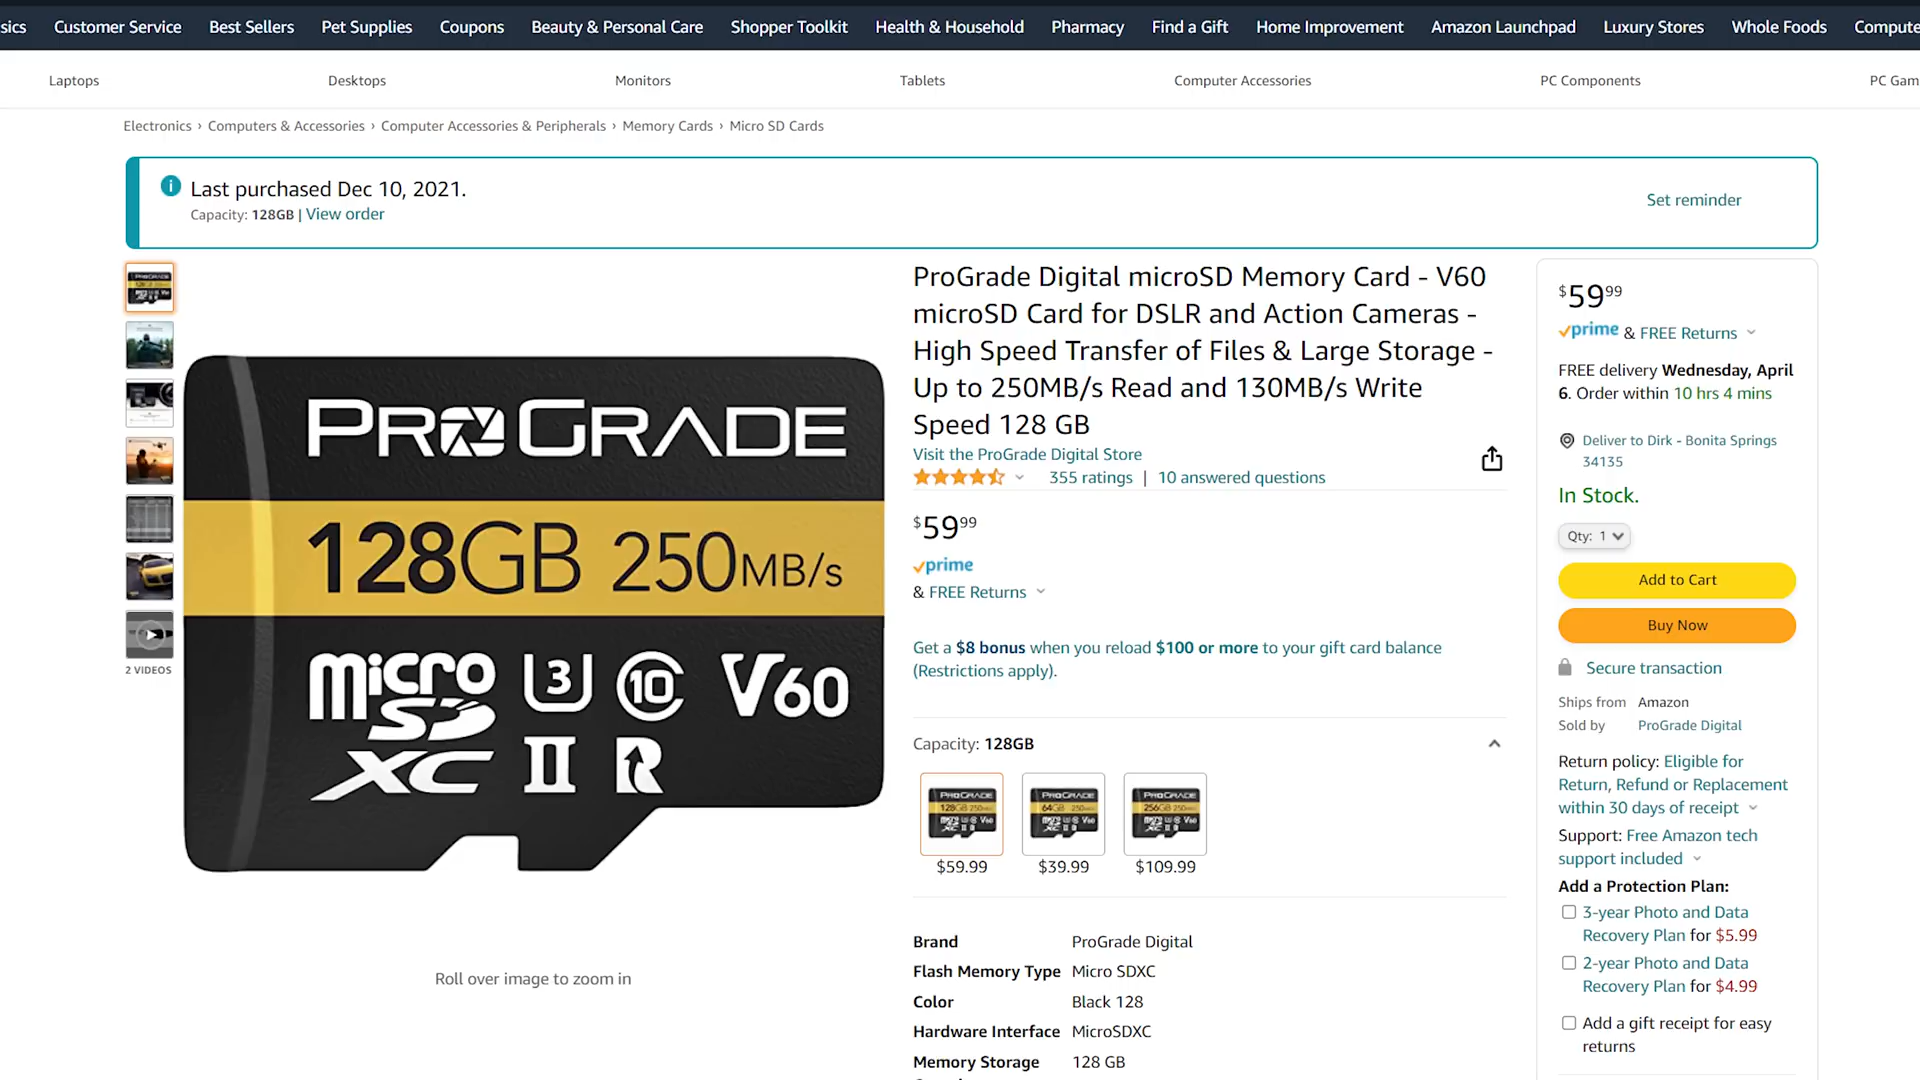 sics Customer Service Best Sellers Pet Supplies Coupons Beauty & Personal Care Shopper Toolkit Health & Household Pharmacy Find a Gift Home Improvement Amazon Launchpad Luxury Stores Whole Foods Compute
Laptops Desktops Monitors Tablets Computer Accessories PC Components PC Gam
Electronics › Computers & Accessories › Computer Accessories & Peripherals › Memory Cards › Micro SD Cards
Last purchased Dec 10, 2021.
Capacity: 128GB | View order
Set reminder
2 VIDEOS
PROGRADE
128GB 250MB/s
micro SD XC U3 10 V60
II R
Roll over image to zoom in
ProGrade Digital microSD Memory Card - V60
microSD Card for DSLR and Action Cameras -
High Speed Transfer of Files & Large Storage -
Up to 250MB/s Read and 130MB/s Write
Speed 128 GB
Visit the ProGrade Digital Store
355 ratings | 10 answered questions
$59.99
prime
& FREE Returns
Get a $8 bonus when you reload $100 or more to your gift card balance
(Restrictions apply).
Capacity: 128GB
PROGRADE
128GB 250MB/s
V60
PROGRADE
64GB 250MB/s
V60
PROGRADE
256GB 250MB/s
V60
$59.99 $39.99 $109.99
Brand ProGrade Digital
Flash Memory Type Micro SDXC
Color Black 128
Hardware Interface MicroSDXC
Memory Storage 128 GB
$59.99
prime & FREE Returns
FREE delivery Wednesday, April
6. Order within 10 hrs 4 mins
Deliver to Dirk - Bonita Springs
34135
In Stock.
Qty: 1
Add to Cart
Buy Now
Secure transaction
Ships from Amazon
Sold by ProGrade Digital
Return policy: Eligible for
Return, Refund or Replacement
within 30 days of receipt
Support: Free Amazon tech
support included
Add a Protection Plan:
3-year Photo and Data
Recovery Plan for $5.99
2-year Photo and Data
Recovery Plan for $4.99
Add a gift receipt for easy
returns